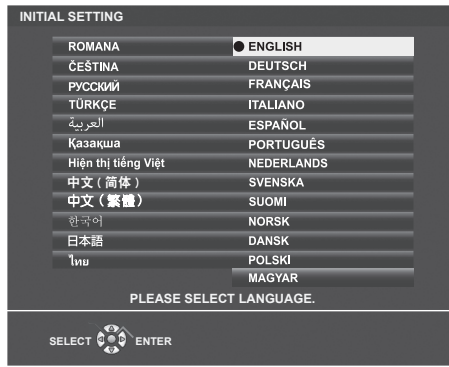 INITIAL SETTING
ROMANA ENGLISH
ČEŠTINA DEUTSCH
РУССКИЙ FRANÇAIS
TÜRKÇE ITALIANO
العربية ESPAÑOL
Қазақша PORTUGUÊS
Hiện thị tiếng Việt NEDERLANDS
中文 ( 简体 ) SVENSKA
中文 ( 繁體 ) SUOMI
한국어 NORSK
日本語 DANSK
ไทย POLSKI
MAGYAR
PLEASE SELECT LANGUAGE.
SELECT ENTER